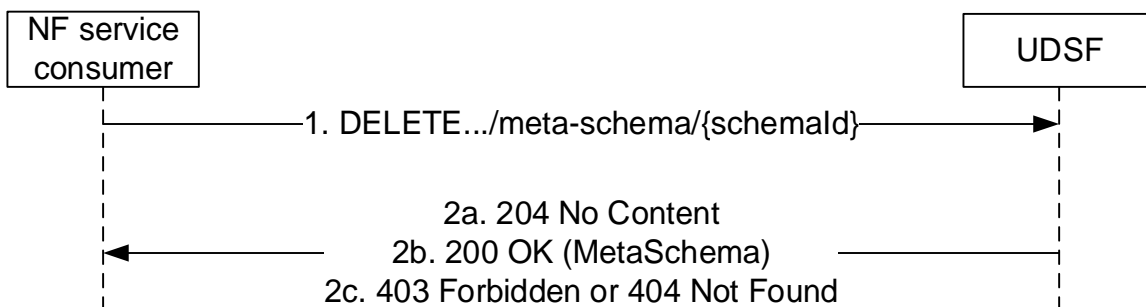 NF service
consumer
UDSF
1. DELETE.../meta-schema/{schemaId}
2a. 204 No Content
2b. 200 OK (MetaSchema)
2c. 403 Forbidden or 404 Not Found